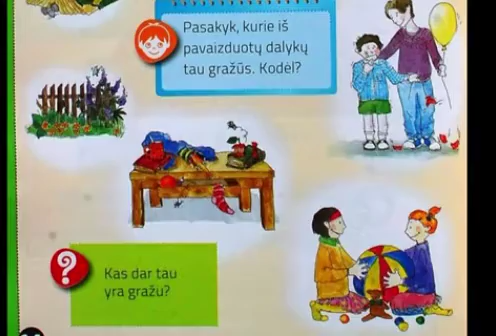 Pasakyk, kurie iš
pavaizduotų dalykų
tau gražūs. Kodėl?
?
Kas dar tau
yra gražu?